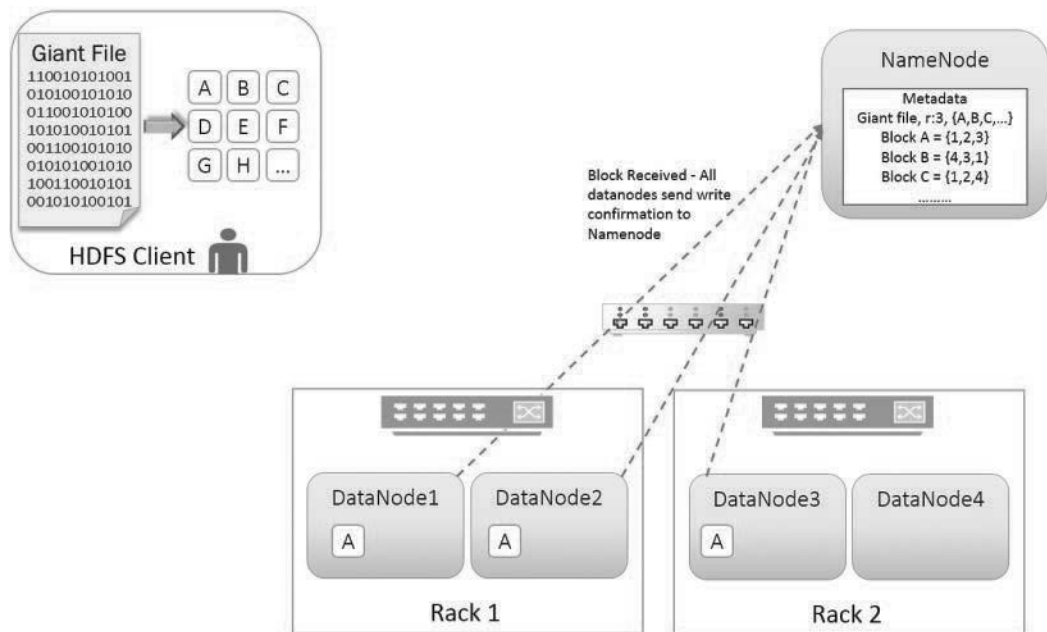 Giant File
110010101001
010100101010
011001010100
101010010101
001100101010
010101001010
100110010101
001010100101
A B C
D E F
G H ...
HDFS Client
NameNode
Metadata
Giant file, r:3, {A,B,C,...}
Block A = {1,2,3}
Block B = {4,3,1}
Block C = {1,2,4}
.........
Block Received - All
datanodes send write
confirmation to
Namenode
DataNode1
A
DataNode2
A
Rack 1
DataNode3
A
DataNode4
Rack 2